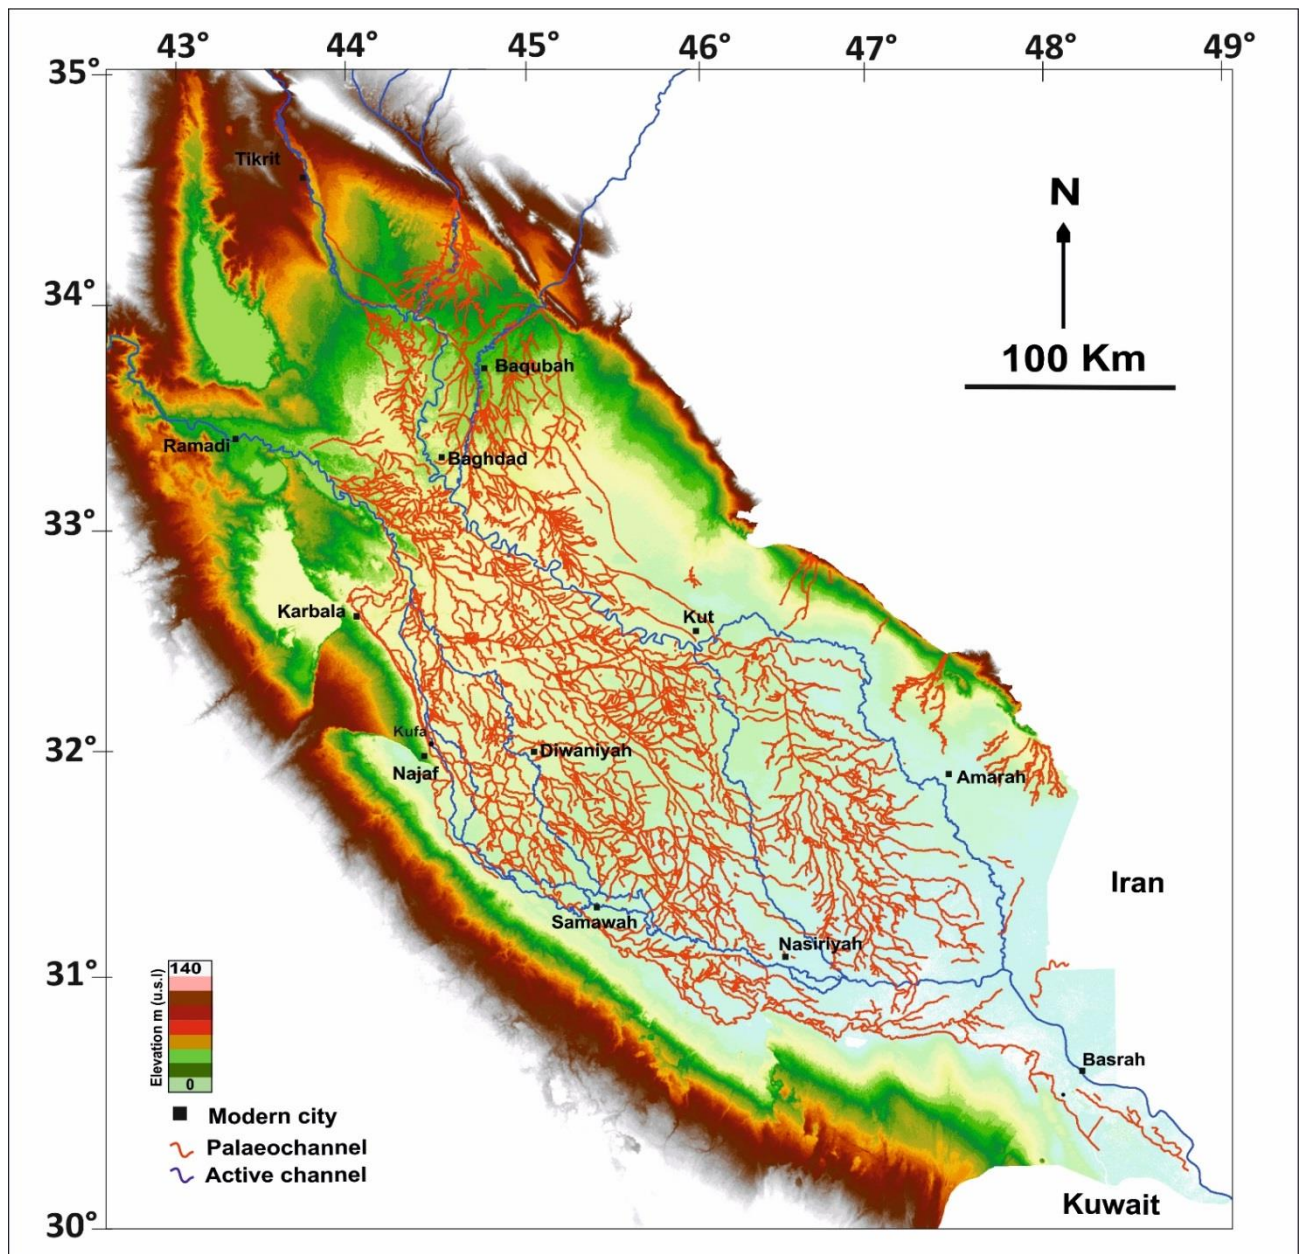 43° 44° 45° 46° 47° 48° 49°
35°
Tikrit
N
34°
100 Km
Baqubah
Ramadi
Baghdad
33°
Karbala
Kut
32°
Kufa
Diwaniyah
Najaf
Amarah
Iran
Samawah
Nasiriyah
31°
Elevation m (u.s.l)
140
0
Basrah
Modern city
Palaeochannel
Active channel
Kuwait
30°